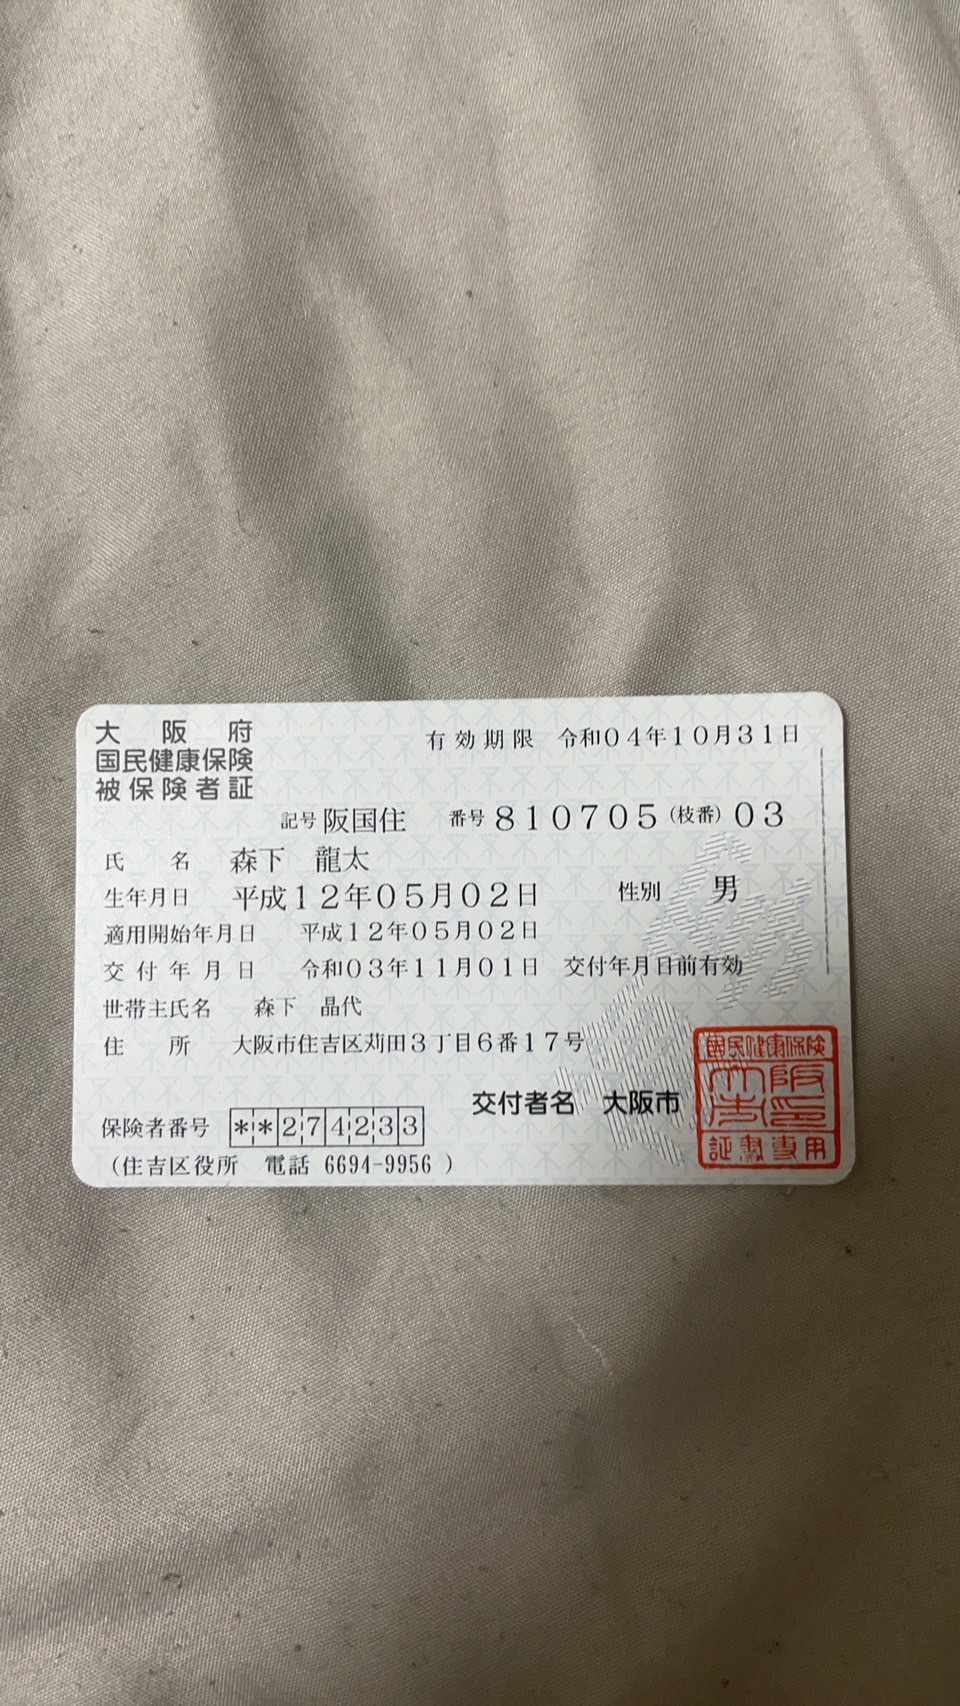 大阪府
国民健康保険
被保険者証
有効期限 令和04年10月31日
記号 阪国住 番号 810705 (枝番) 03
氏名 森下 龍太
生年月日 平成12年05月02日 性別 男
適用開始年月日 平成12年05月02日
交付年月日 令和03年11月01日 交付年月日前有効
世帯主氏名 森下 晶代
住所 大阪市住吉区苅田3丁目6番17号
交付者名 大阪市
保険者番号 **274233
(住吉区役所 電話 6694-9956 )
國民健康保険
大阪市印
証書専用